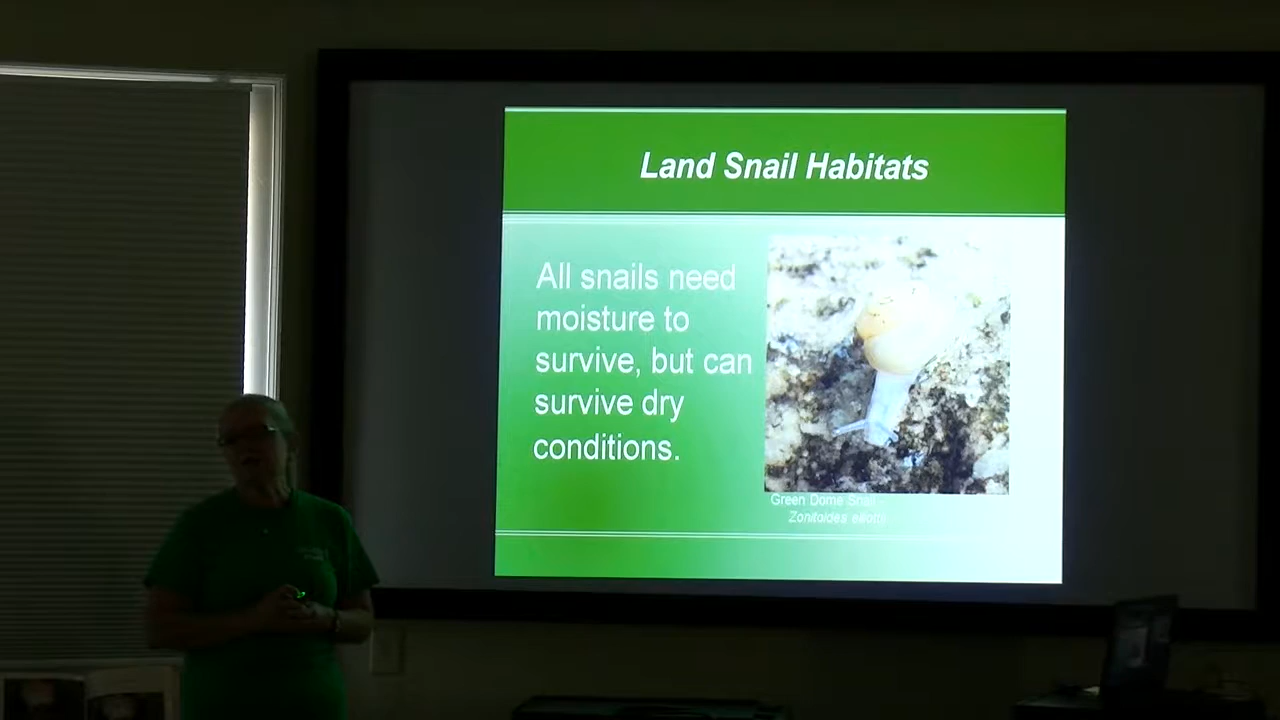 Land Snail Habitats
All snails need
moisture to
survive, but can
survive dry
conditions.
Green Dome Snail
Zonitoides elliotti